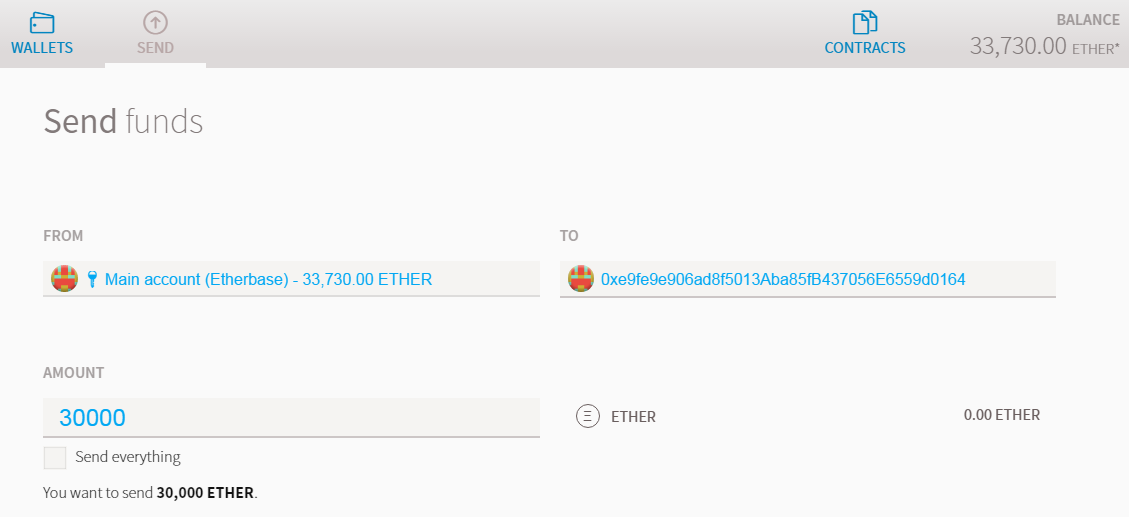 WALLETS
SEND
CONTRACTS
BALANCE
33,730.00 ETHER*
Send funds
FROM
TO
Main account (Etherbase) - 33,730.00 ETHER
0xe9fe9e906ad8f5013Aba85fB437056E6559d0164
AMOUNT
30000
Ξ ETHER
0.00 ETHER
Send everything
You want to send 30,000 ETHER.